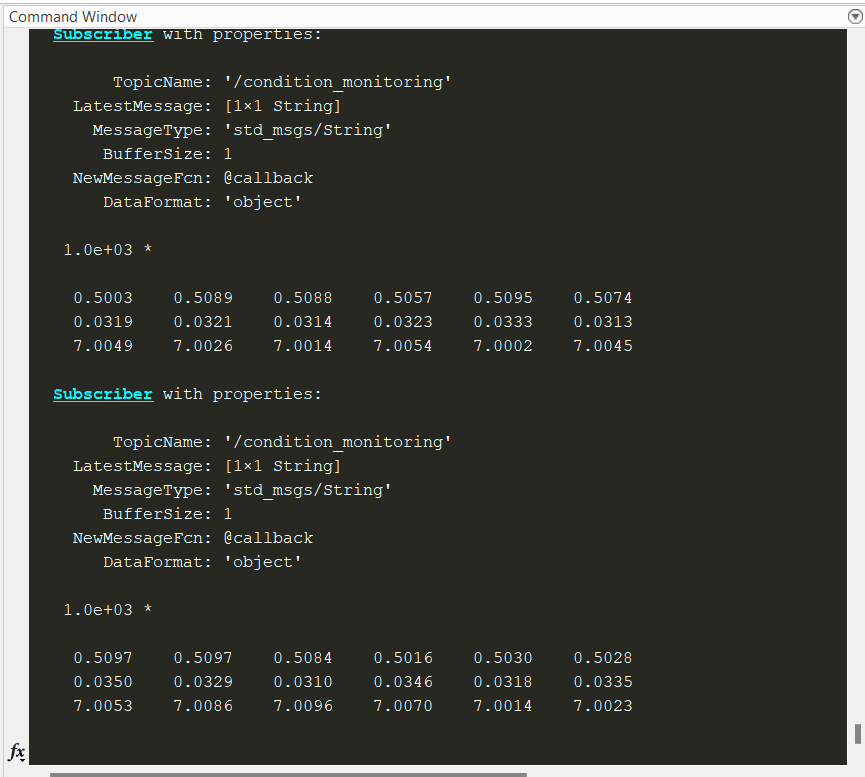 Command Window
Subscriber with properties:
TopicName: '/condition_monitoring'
LatestMessage: [1×1 String]
MessageType: 'std_msgs/String'
BufferSize: 1
NewMessageFcn: @callback
DataFormat: 'object'
1.0e+03 *
0.5003 0.5089 0.5088 0.5057 0.5095 0.5074
0.0319 0.0321 0.0314 0.0323 0.0333 0.0313
7.0049 7.0026 7.0014 7.0054 7.0002 7.0045
Subscriber with properties:
TopicName: '/condition_monitoring'
LatestMessage: [1×1 String]
MessageType: 'std_msgs/String'
BufferSize: 1
NewMessageFcn: @callback
DataFormat: 'object'
1.0e+03 *
0.5097 0.5097 0.5084 0.5016 0.5030 0.5028
0.0350 0.0329 0.0310 0.0346 0.0318 0.0335
7.0053 7.0086 7.0096 7.0070 7.0014 7.0023
fx